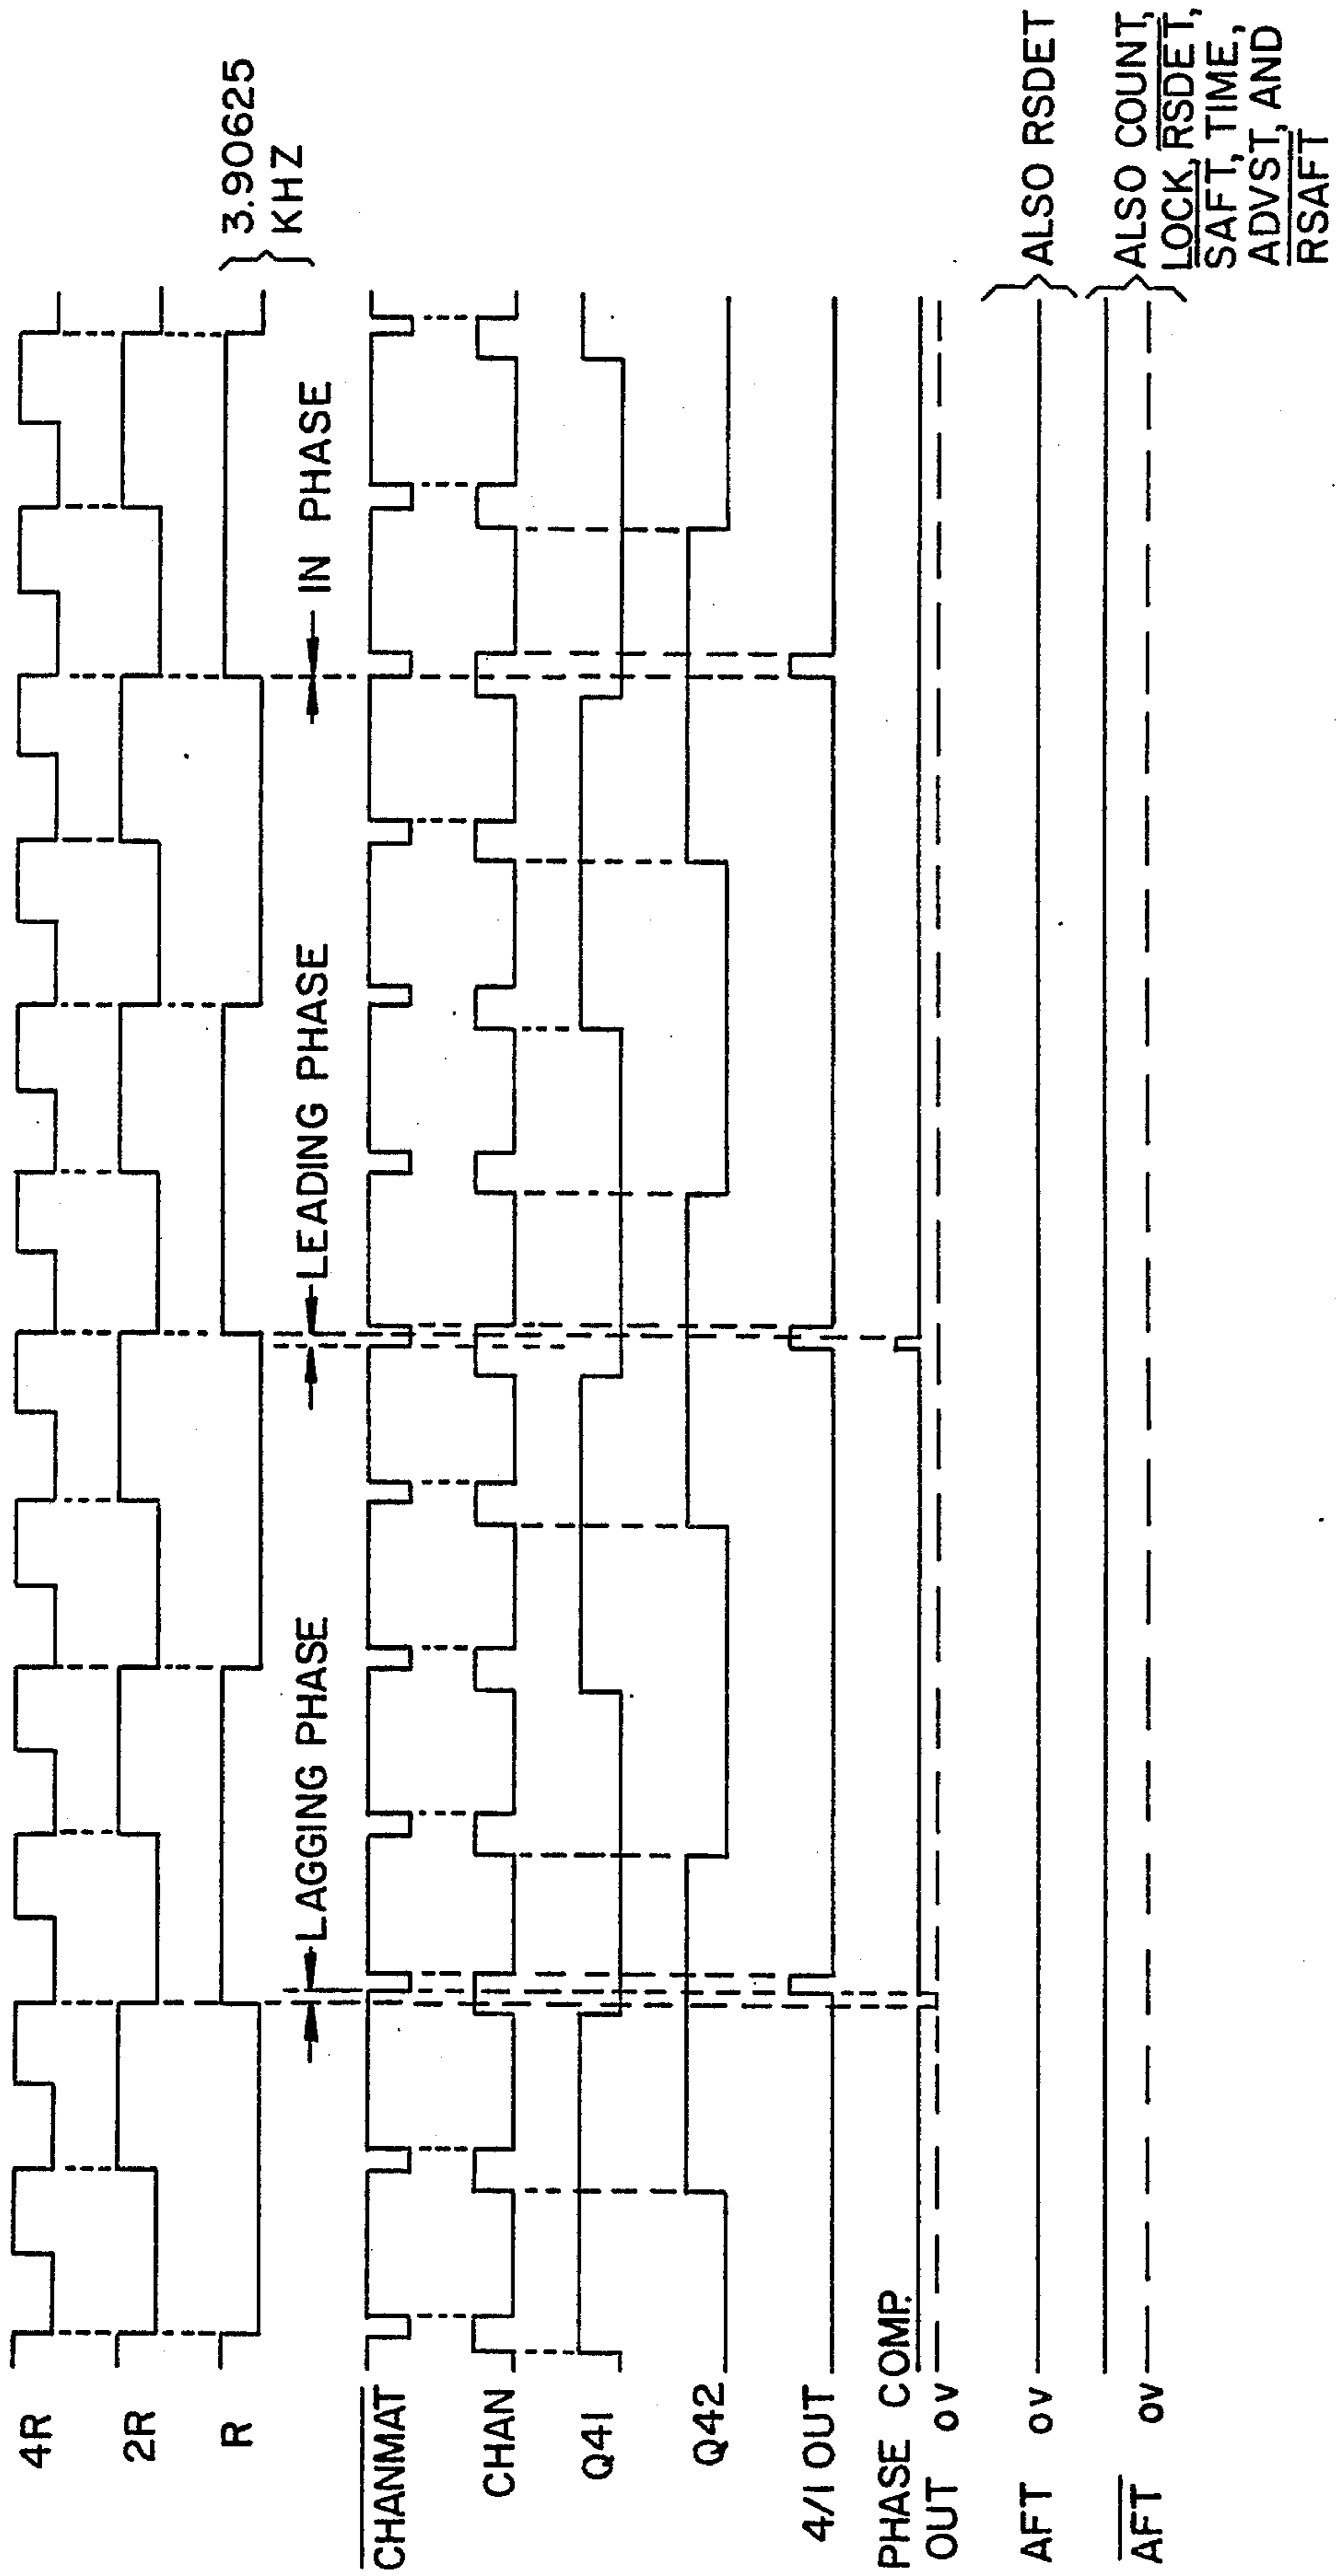 4R
2R
R
3.90625
KHZ
LAGGING PHASE
LEADING PHASE
IN PHASE
CHANMAT
CHAN
Q41
Q42
4/1 OUT
PHASE COMP.
OUT 0V
AFT 0V
ALSO RSDET
AFT 0V
ALSO COUNT,
LOCK, RSDET,
SAFT, TIME,
ADVST, AND
RSAFT